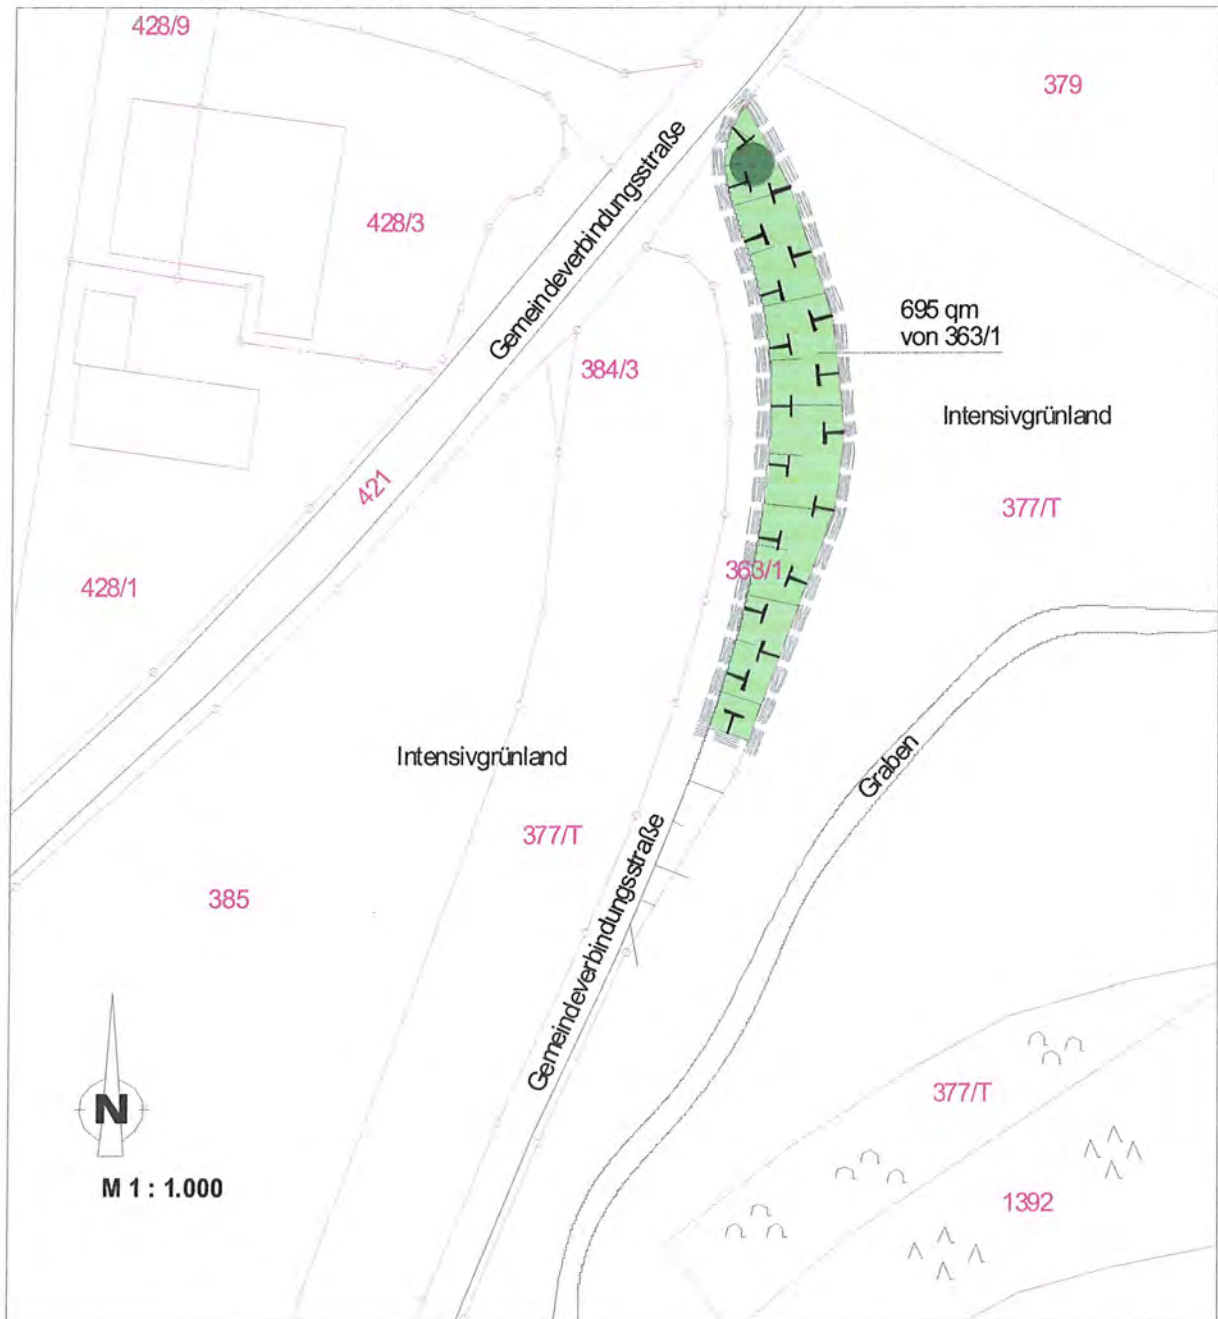 428/9
379
428/3
Gemeindeverbindungsstraße
695 qm
von 363/1
384/3
Intensivgrünland
421
377/T
363/1
428/1
Intensivgrünland
Graben
377/T
Gemeindeverbindungsstraße
385
N
377/T
M 1 : 1.000
1392